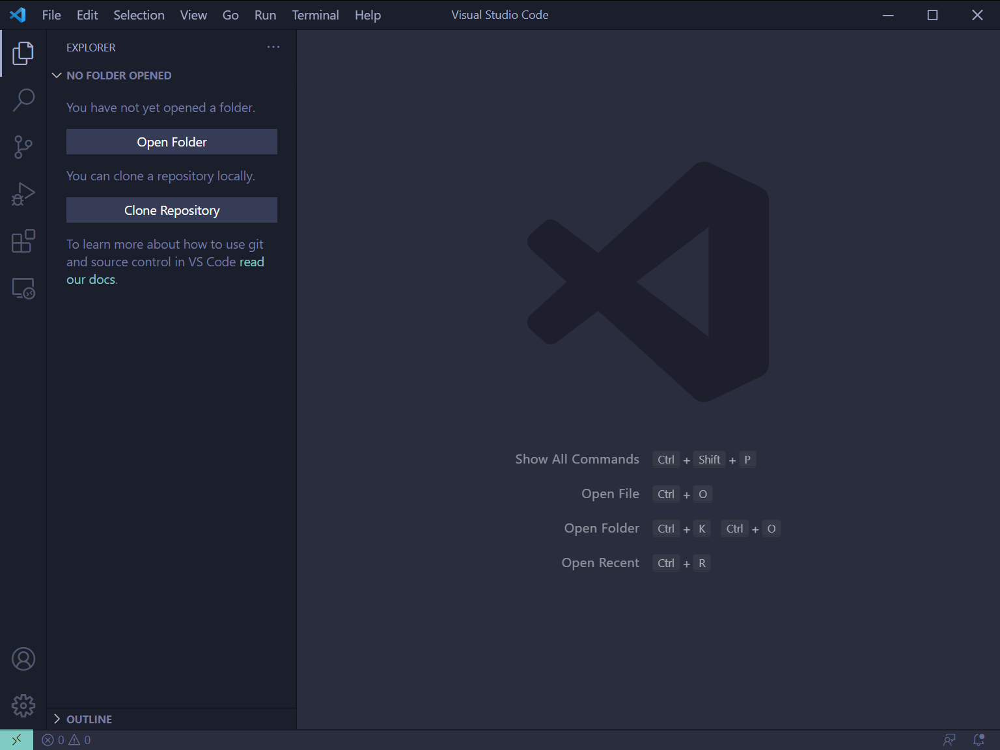 File Edit Selection View Go Run Terminal Help Visual Studio Code
EXPLORER
NO FOLDER OPENED
You have not yet opened a folder.
Open Folder
You can clone a repository locally.
Clone Repository
To learn more about how to use git
and source control in VS Code read
our docs.
Show All Commands Ctrl + Shift + P
Open File Ctrl + O
Open Folder Ctrl + K Ctrl + O
Open Recent Ctrl + R
OUTLINE
0 0